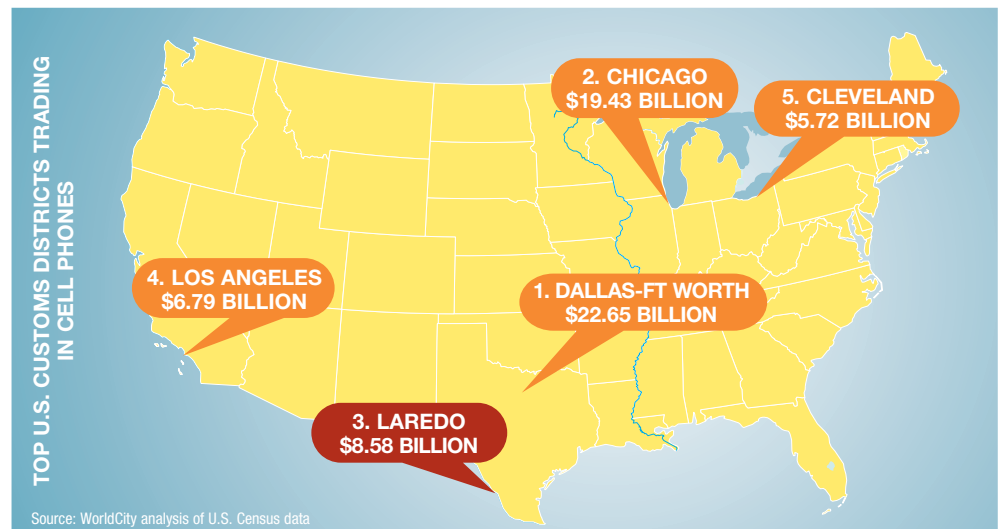 TOP U.S. CUSTOMS DISTRICTS TRADING
IN CELL PHONES
2. CHICAGO
$19.43 BILLION
5. CLEVELAND
$5.72 BILLION
4. LOS ANGELES
$6.79 BILLION
1. DALLAS-FT WORTH
$22.65 BILLION
3. LAREDO
$8.58 BILLION
Source: WorldCity analysis of U.S. Census data